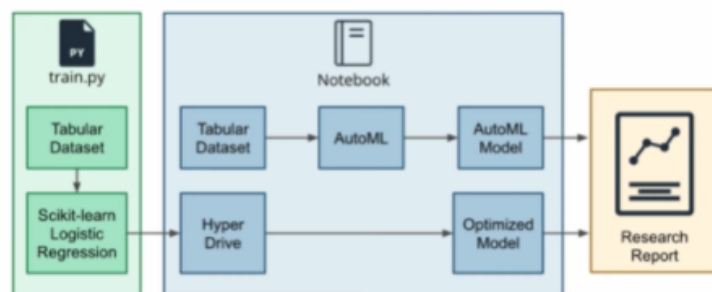 PY
train.py
Tabular
Dataset
Scikit-learn
Logistic
Regression
Notebook
Tabular
Dataset
AutoML
AutoML
Model
Hyper
Drive
Optimized
Model
Research
Report